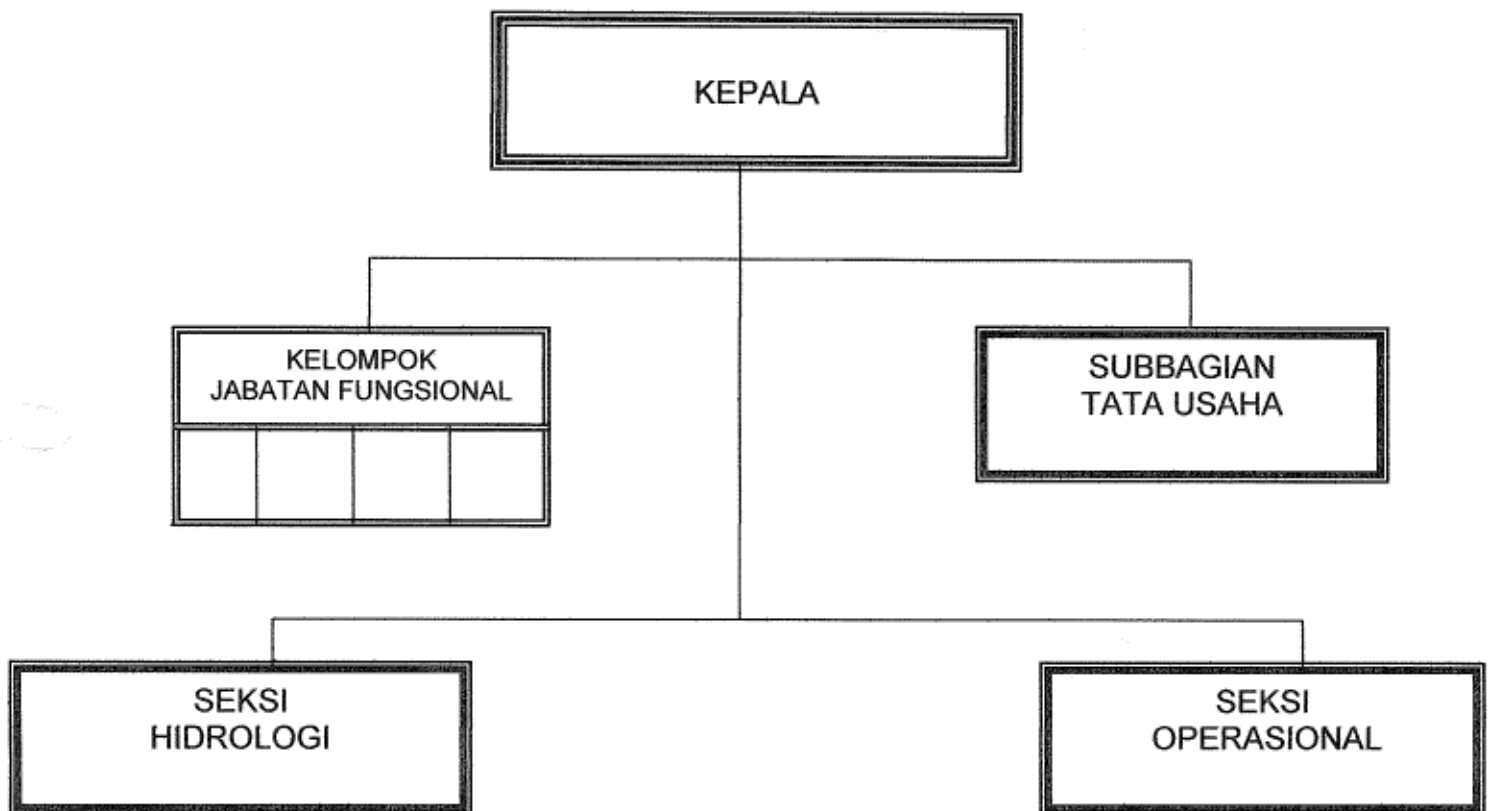 KEPALA
KELOMPOK
JABATAN FUNGSIONAL
SUBBAGIAN
TATA USAHA
SEKSI
HIDROLOGI
SEKSI
OPERASIONAL